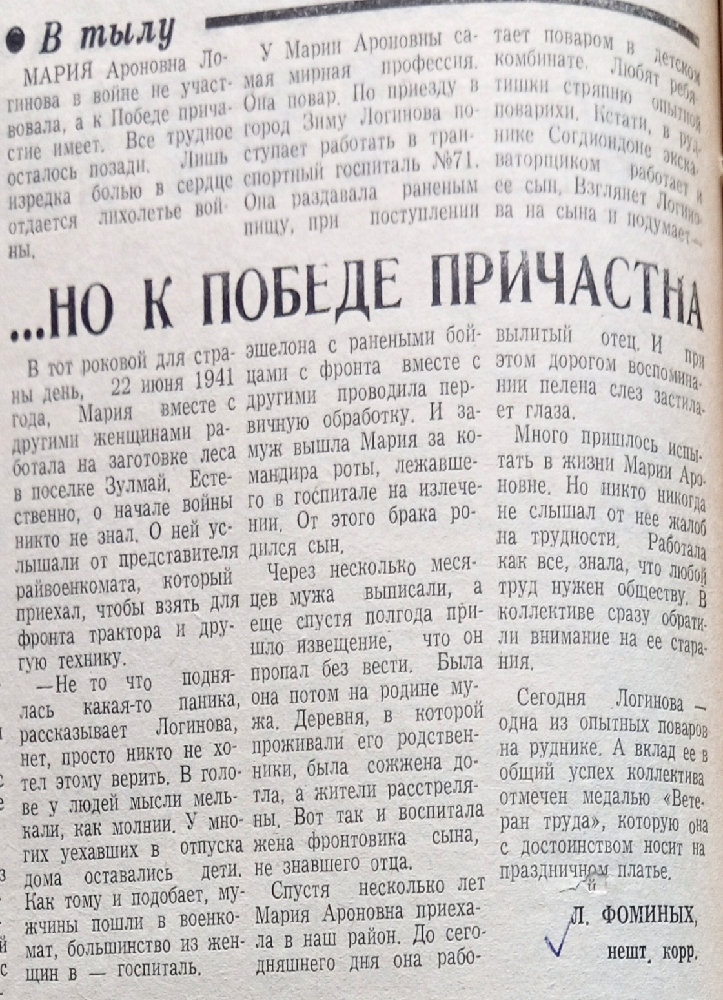 ● В тылу
...НО К ПОБЕДЕ ПРИЧАСТНА
МАРИЯ Ароновна Ло-
гинова в войне не участ-
вовала, а к Победе прича-
стие имеет. Все трудное
осталось позади. Лишь
изредка болью в сердце
отдается лихолетье вой-
ны.
В тот роковой для стра-
ны день, 22 июня 1941
года, Мария вместе с
другими женщинами ра-
ботала на заготовке леса
в поселке Зулмай. Есте-
ственно, о начале войны
никто не знал. О ней ус-
лышали от представителя
райвоенкомата, который
приехал, чтобы взять для
фронта трактора и дру-
гую технику.
—Не то что подня-
лась какая-то паника,
рассказывает Логинова,
нет, просто никто не хо-
тел этому верить. В голо-
ве у людей мысли мель-
кали, как молнии. У мно-
гих уехавших в отпуска
дома оставались дети.
Как тому и подобает, му-
жчины пошли в военко-
мат, большинство из жен-
щин в — госпиталь.
У Марии Ароновны са-
мая мирная профессия.
Она повар. По приезду в
город Зиму Логинова по-
ступает работать в тран-
спортный госпиталь №71.
Она раздавала раненым
пищу, при поступлении
эшелона с ранеными бой-
цами с фронта вместе с
другими проводила пер-
вичную обработку. И за-
муж вышла Мария за ко-
мандира роты, лежавше-
го в госпитале на излече-
нии. От этого брака ро-
дился сын.
Через несколько меся-
цев мужа выписали, а
еще спустя полгода при-
шло извещение, что он
пропал без вести. Была
она потом на родине му-
жа. Деревня, в которой
проживали его родствен-
ники, была сожжена до-
тла, а жители расстреля-
ны. Вот так и воспитала
жена фронтовика сына,
не знавшего отца.
Спустя несколько лет
Мария Ароновна приеха-
ла в наш район. До сего-
дняшнего дня она рабо-
тает поваром в детском
комбинате. Любят ребя-
тишки стряпню опытной
поварихи. Кстати, в руд-
нике Согдиондоне экска-
ваторщиком работает и
ее сын. Взглянет Логино-
ва на сына и подумает—
вылитый отец. И при
этом дорогом воспомина-
нии пелена слез застила-
ет глаза.
Много пришлось испы-
тать в жизни Марии Аро-
новне. Но никто никогда
не слышал от нее жалоб
на трудности. Работала
как все, знала, что любой
труд нужен обществу. В
коллективе сразу обрати-
ли внимание на ее стара-
ния.
Сегодня Логинова —
одна из опытных поваров
на руднике. А вклад ее в
общий успех коллектива
отмечен медалью «Вете-
ран труда», которую она
с достоинством носит на
праздничном платье.
й
Л. ФОМИНЫХ,
нешт. корр.